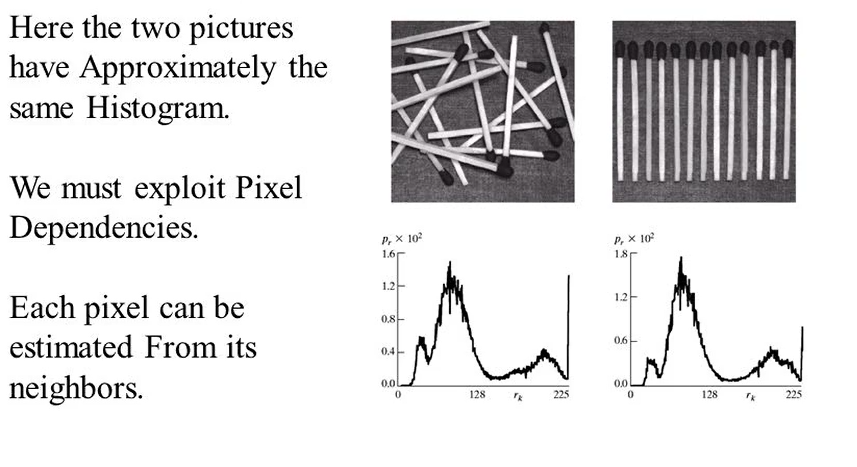 Here the two pictures
have Approximately the
same Histogram.
We must exploit Pixel
Dependencies.
Each pixel can be
estimated From its
neighbors.
pᵣ × 10²
1.6
1.2
0.8
0.4
0.0
0
128
rₖ
225
pᵣ × 10²
1.8
1.2
0.6
0.0
0
128
rₖ
225